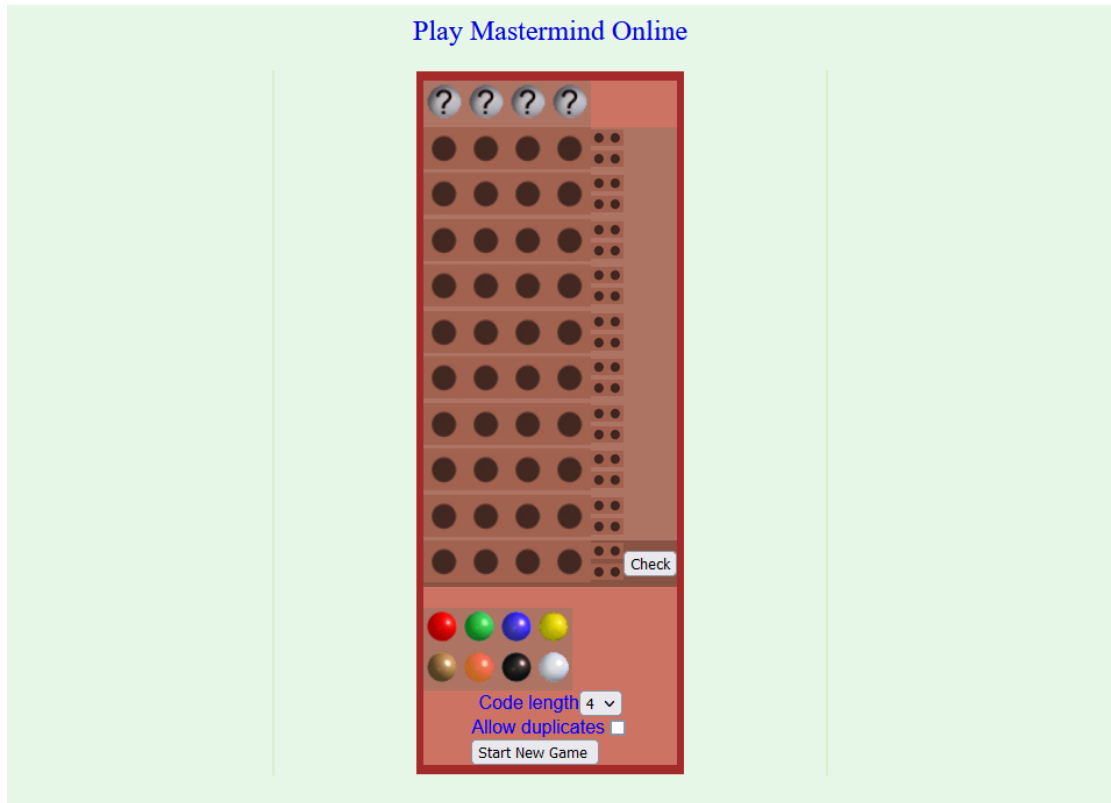 Play Mastermind Online
? ? ? ?
Check
Code length 4
Allow duplicates
Start New Game